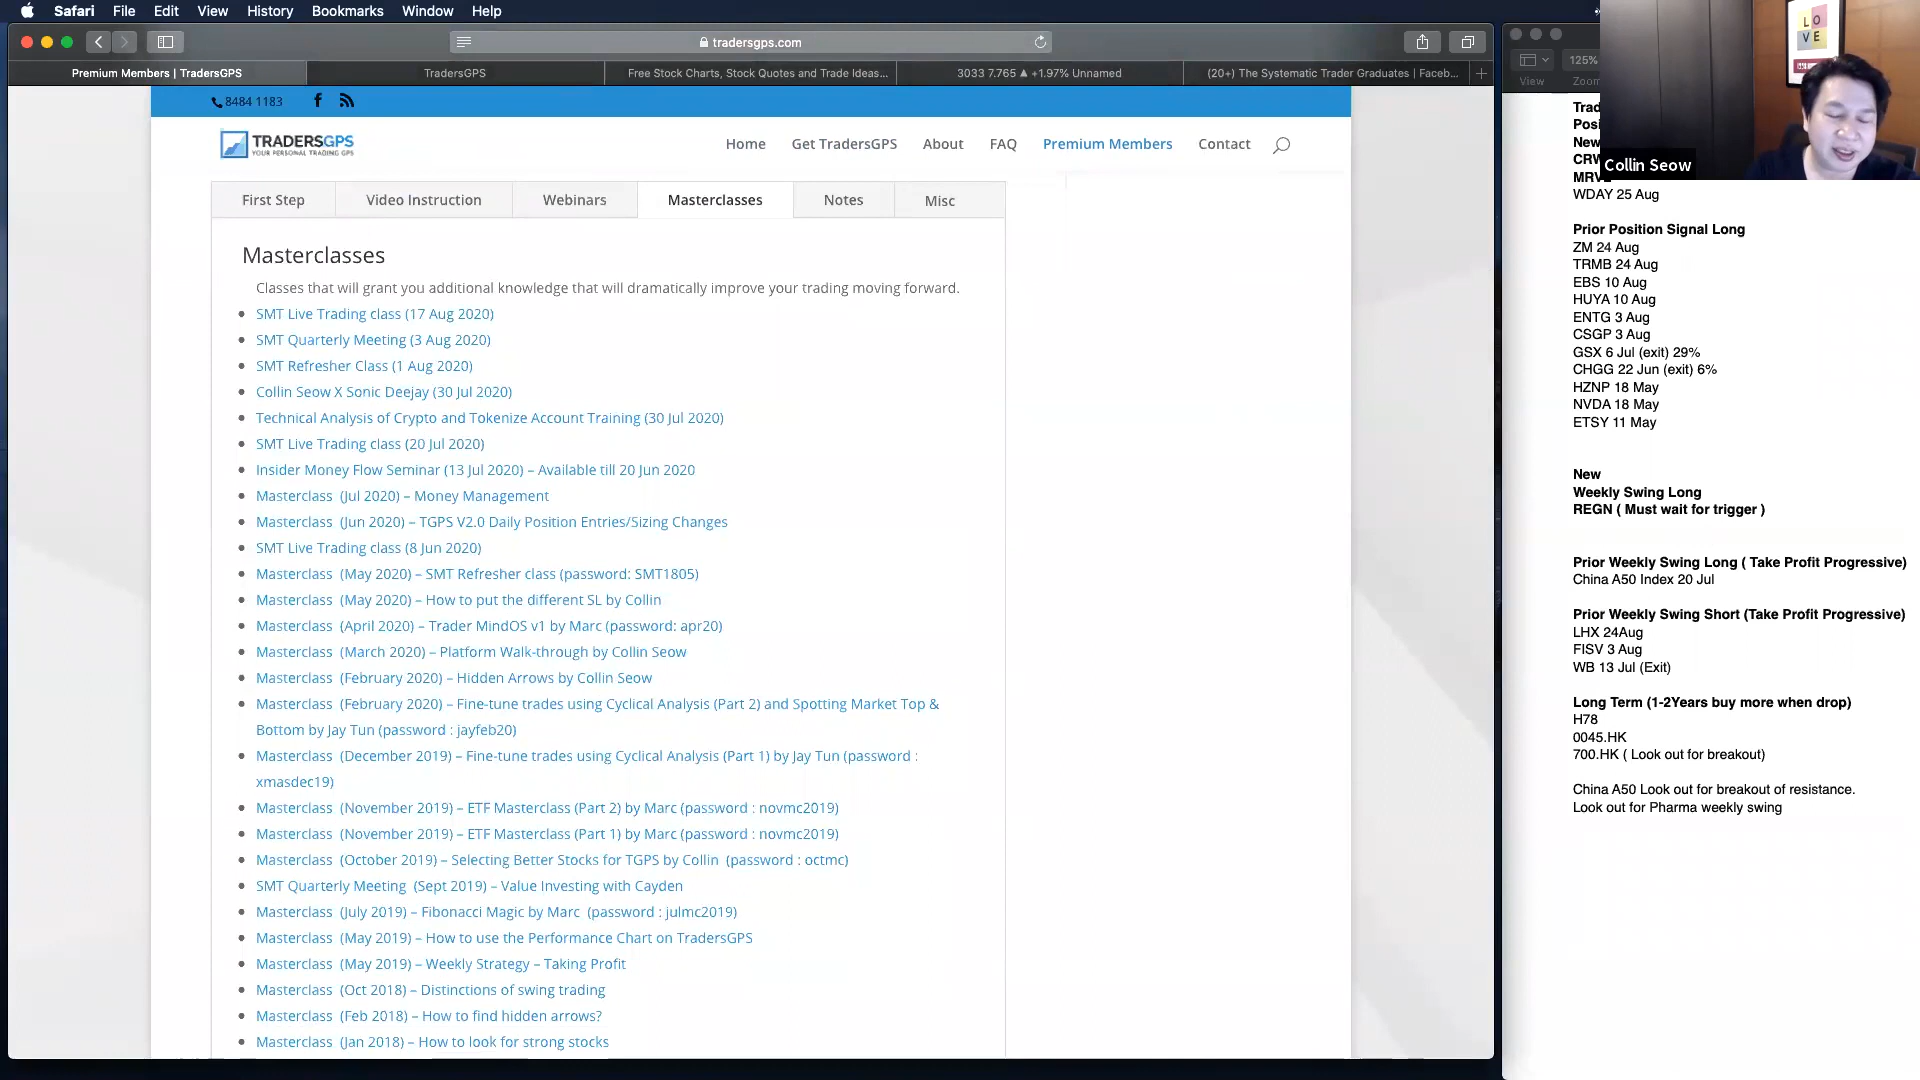 Safari File Edit View History Bookmarks Window Help
tradersgps.com
Premium Members | TradersGPS
TradersGPS
Free Stock Charts, Stock Quotes and Trade Ideas...
3033 7.765 ▲ +1.97% Unnamed
(20+) The Systematic Trader Graduates | Faceb...
8484 1183
TRADERSGPS
YOUR PERSONAL TRADING GPS
Home Get TradersGPS About FAQ Premium Members Contact
First Step Video Instruction Webinars Masterclasses Notes Misc
Masterclasses
Classes that will grant you additional knowledge that will dramatically improve your trading moving forward.
SMT Live Trading class (17 Aug 2020)
SMT Quarterly Meeting (3 Aug 2020)
SMT Refresher Class (1 Aug 2020)
Collin Seow X Sonic Deejay (30 Jul 2020)
Technical Analysis of Crypto and Tokenize Account Training (30 Jul 2020)
SMT Live Trading class (20 Jul 2020)
Insider Money Flow Seminar (13 Jul 2020) – Available till 20 Jun 2020
Masterclass (Jul 2020) – Money Management
Masterclass (Jun 2020) – TGPS V2.0 Daily Position Entries/Sizing Changes
SMT Live Trading class (8 Jun 2020)
Masterclass (May 2020) – SMT Refresher class (password: SMT1805)
Masterclass (May 2020) – How to put the different SL by Collin
Masterclass (April 2020) – Trader MindOS v1 by Marc (password: apr20)
Masterclass (March 2020) – Platform Walk-through by Collin Seow
Masterclass (February 2020) – Hidden Arrows by Collin Seow
Masterclass (February 2020) – Fine-tune trades using Cyclical Analysis (Part 2) and Spotting Market Top &
Bottom by Jay Tun (password : jayfeb20)
Masterclass (December 2019) – Fine-tune trades using Cyclical Analysis (Part 1) by Jay Tun (password :
xmasdec19)
Masterclass (November 2019) – ETF Masterclass (Part 2) by Marc (password : novmc2019)
Masterclass (November 2019) – ETF Masterclass (Part 1) by Marc (password : novmc2019)
Masterclass (October 2019) – Selecting Better Stocks for TGPS by Collin (password : octmc)
SMT Quarterly Meeting (Sept 2019) – Value Investing with Cayden
Masterclass (July 2019) – Fibonacci Magic by Marc (password : julmc2019)
Masterclass (May 2019) – How to use the Performance Chart on TradersGPS
Masterclass (May 2019) – Weekly Strategy – Taking Profit
Masterclass (Oct 2018) – Distinctions of swing trading
Masterclass (Feb 2018) – How to find hidden arrows?
Masterclass (Jan 2018) – How to look for strong stocks
LOVE
Collin Seow
125%
View Zoom
Trad
Posi
New
CRW
MRV
WDAY 25 Aug
Prior Position Signal Long
ZM 24 Aug
TRMB 24 Aug
EBS 10 Aug
HUYA 10 Aug
ENTG 3 Aug
CSGP 3 Aug
GSX 6 Jul (exit) 29%
CHGG 22 Jun (exit) 6%
HZNP 18 May
NVDA 18 May
ETSY 11 May
New
Weekly Swing Long
REGN ( Must wait for trigger )
Prior Weekly Swing Long ( Take Profit Progressive)
China A50 Index 20 Jul
Prior Weekly Swing Short (Take Profit Progressive)
LHX 24Aug
FISV 3 Aug
WB 13 Jul (Exit)
Long Term (1-2Years buy more when drop)
H78
0045.HK
700.HK ( Look out for breakout)
China A50 Look out for breakout of resistance.
Look out for Pharma weekly swing